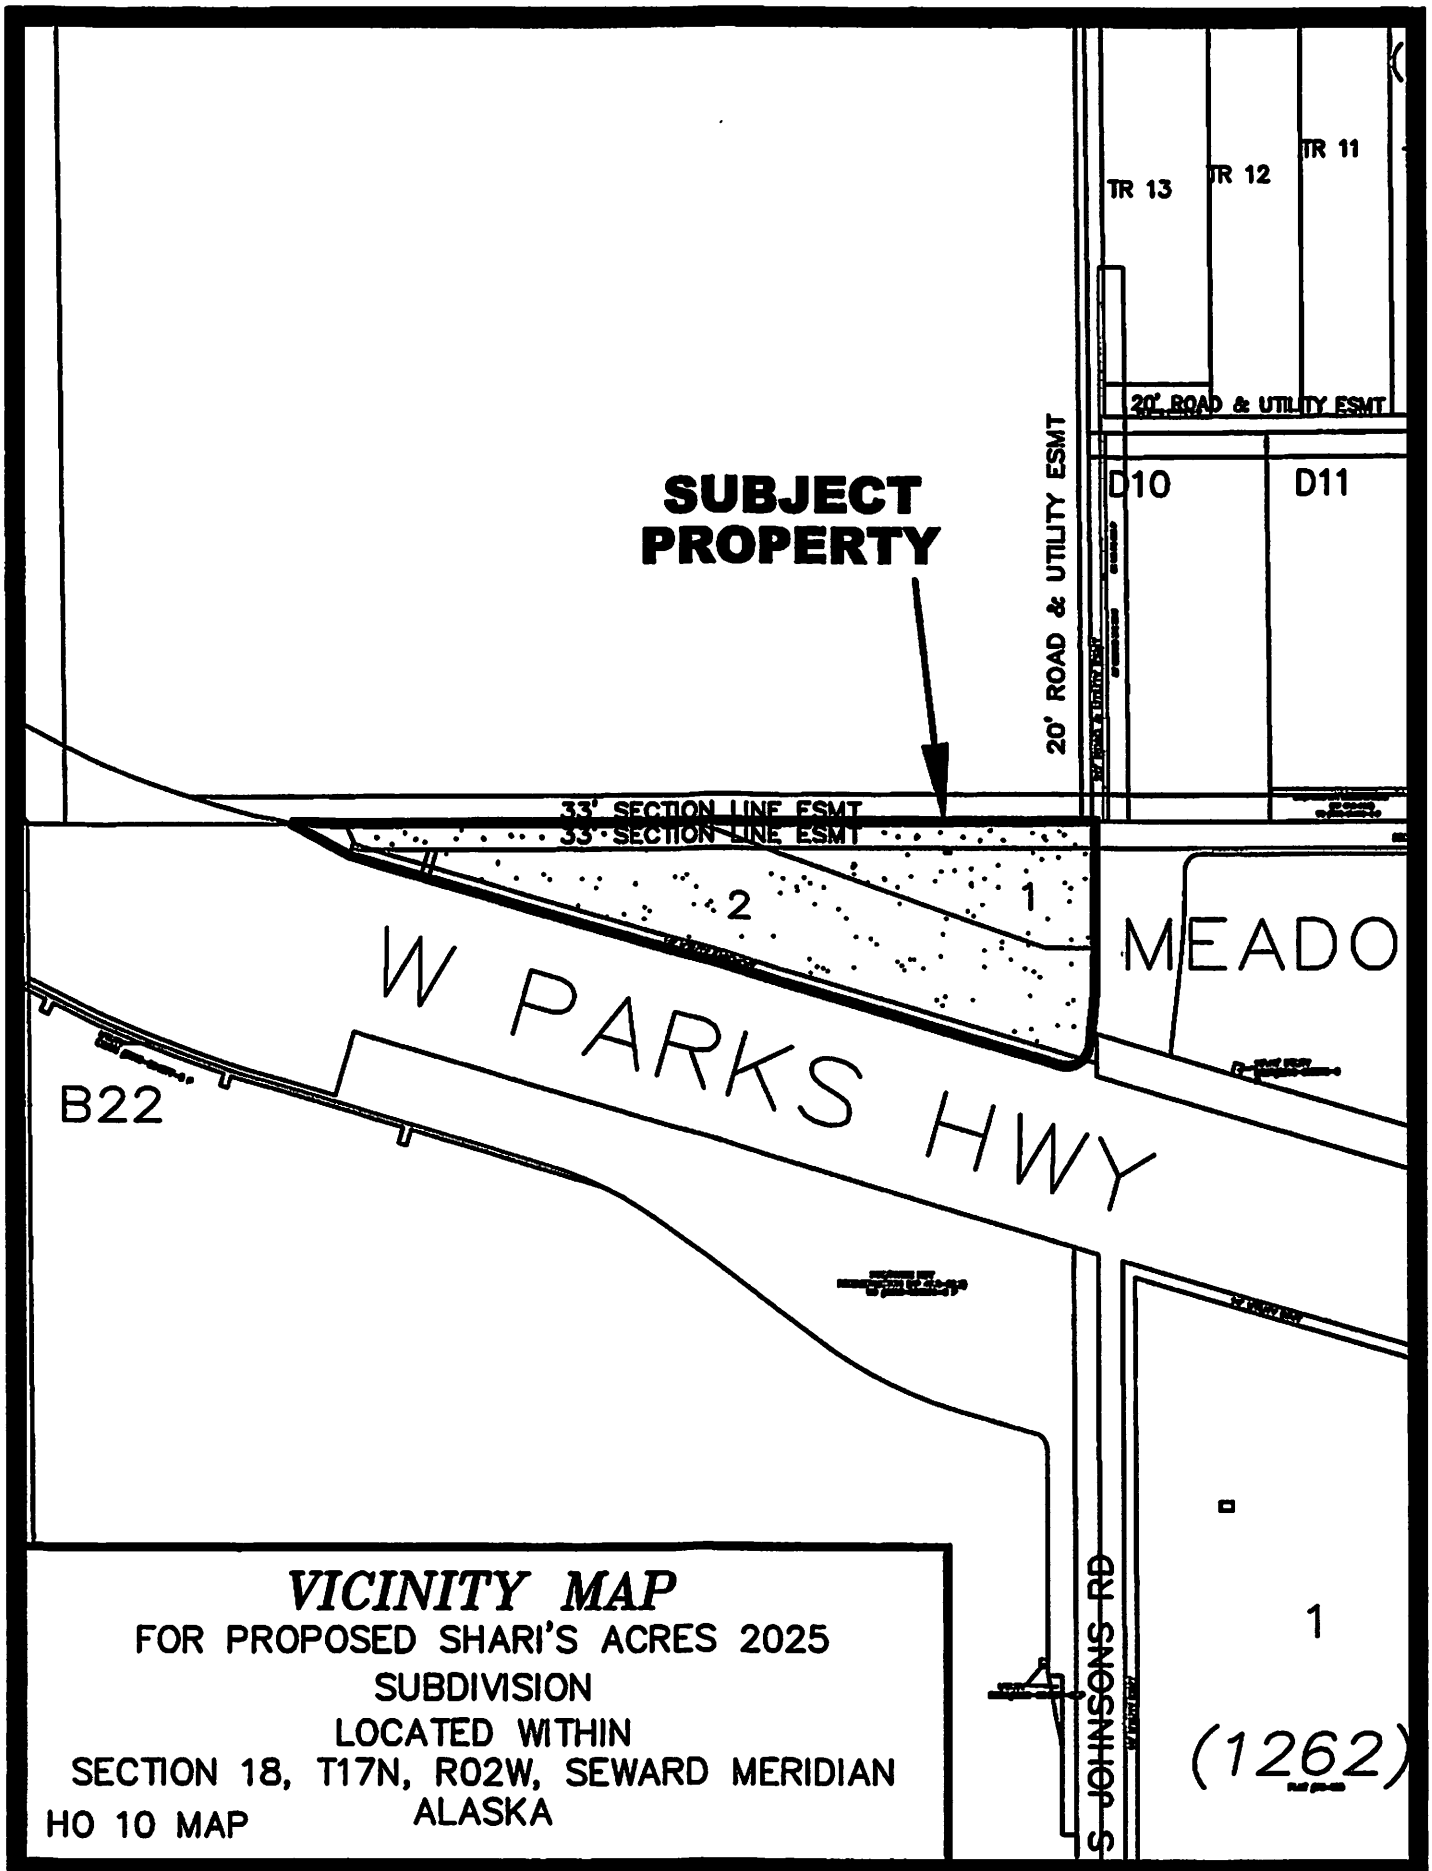 TR 11
TR 12
TR 13
20' ROAD & UTILITY ESMT
D10
D11
20' ROAD & UTILITY ESMT
SUBJECT
PROPERTY
33' SECTION LINE ESMT
33' SECTION LINE ESMT
2
1
MEADO
W PARKS HWY
B22
1
S JOHNSONS RD
(1262)
VICINITY MAP
FOR PROPOSED SHARI'S ACRES 2025
SUBDIVISION
LOCATED WITHIN
SECTION 18, T17N, R02W, SEWARD MERIDIAN
ALASKA
HO 10 MAP